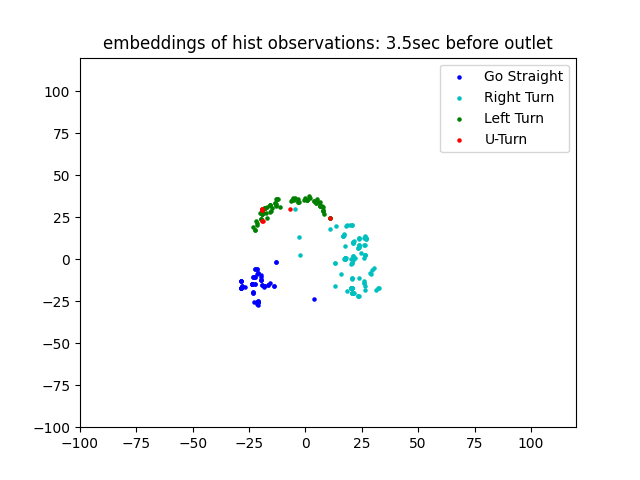 embeddings of hist observations: 3.5sec before outlet
Go Straight
Right Turn
Left Turn
U-Turn
100
75
50
25
0
−25
−50
−75
−100
−100 −75 −50 −25 0 25 50 75 100